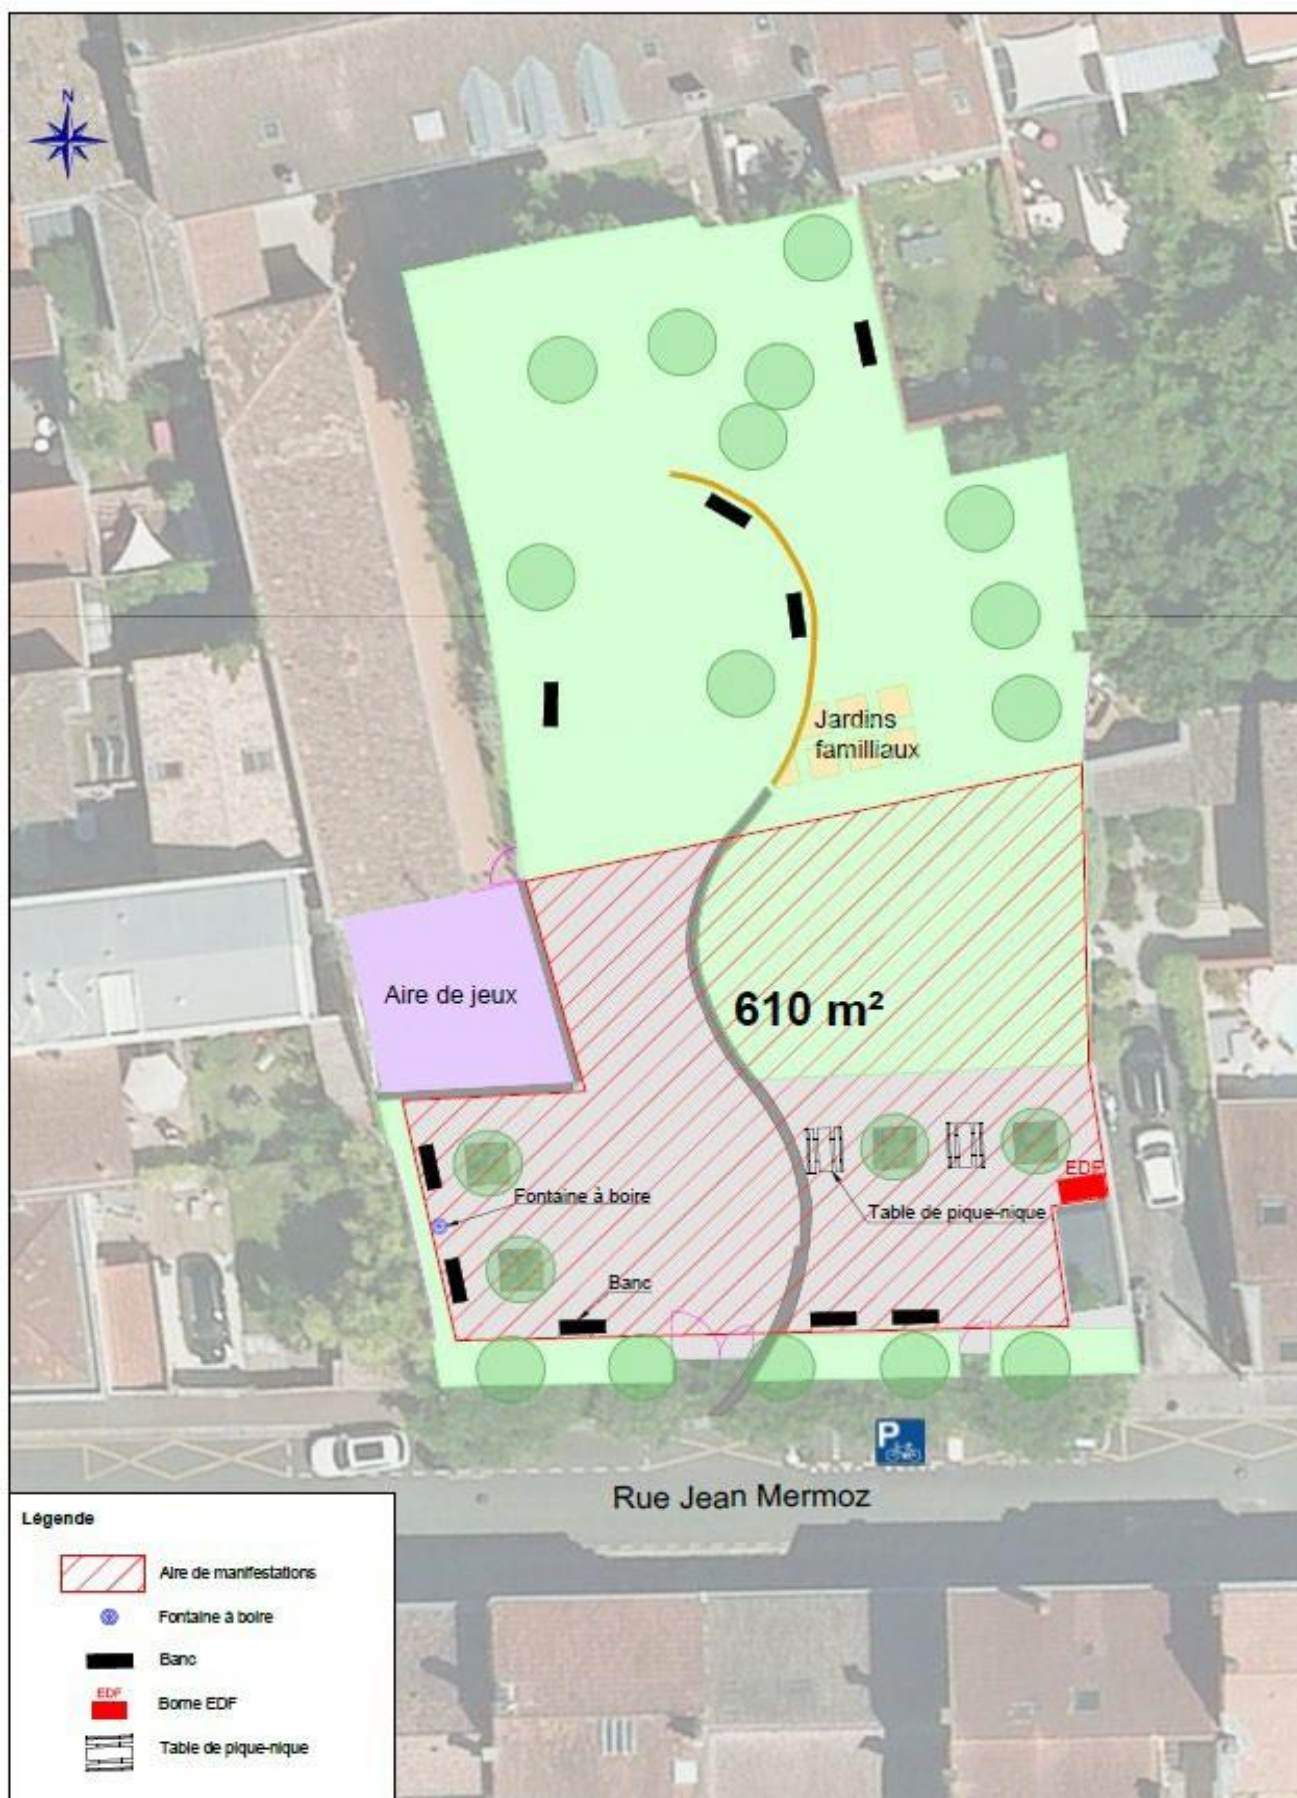 N
Jardins
familliaux
Aire de jeux
610 m²
EDF
Fontaine à boire
Table de pique-nique
Banc
P
Rue Jean Mermoz
Légende
Aire de manifestations
Fontaine à boire
Banc
EDF
Borne EDF
Table de pique-nique